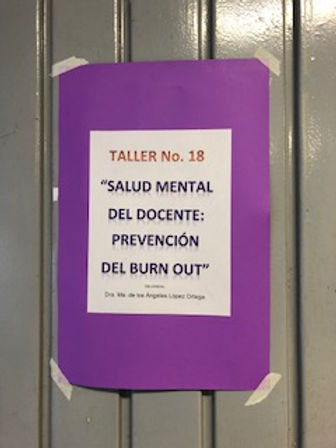 TALLER No. 18
“SALUD MENTAL
DEL DOCENTE:
PREVENCIÓN
DEL BURN OUT”
Dra. Ma. de los Ángeles López Ortega